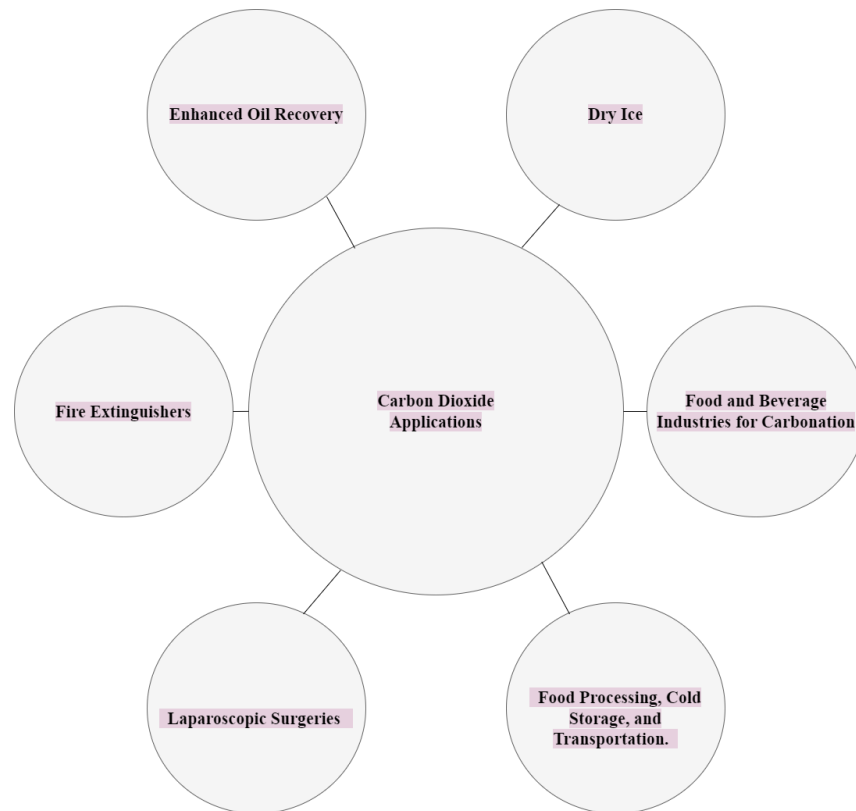 Enhanced Oil Recovery
Dry Ice
Fire Extinguishers
Carbon Dioxide
Applications
Food and Beverage
Industries for Carbonation
Laparoscopic Surgeries
Food Processing, Cold
Storage, and
Transportation.